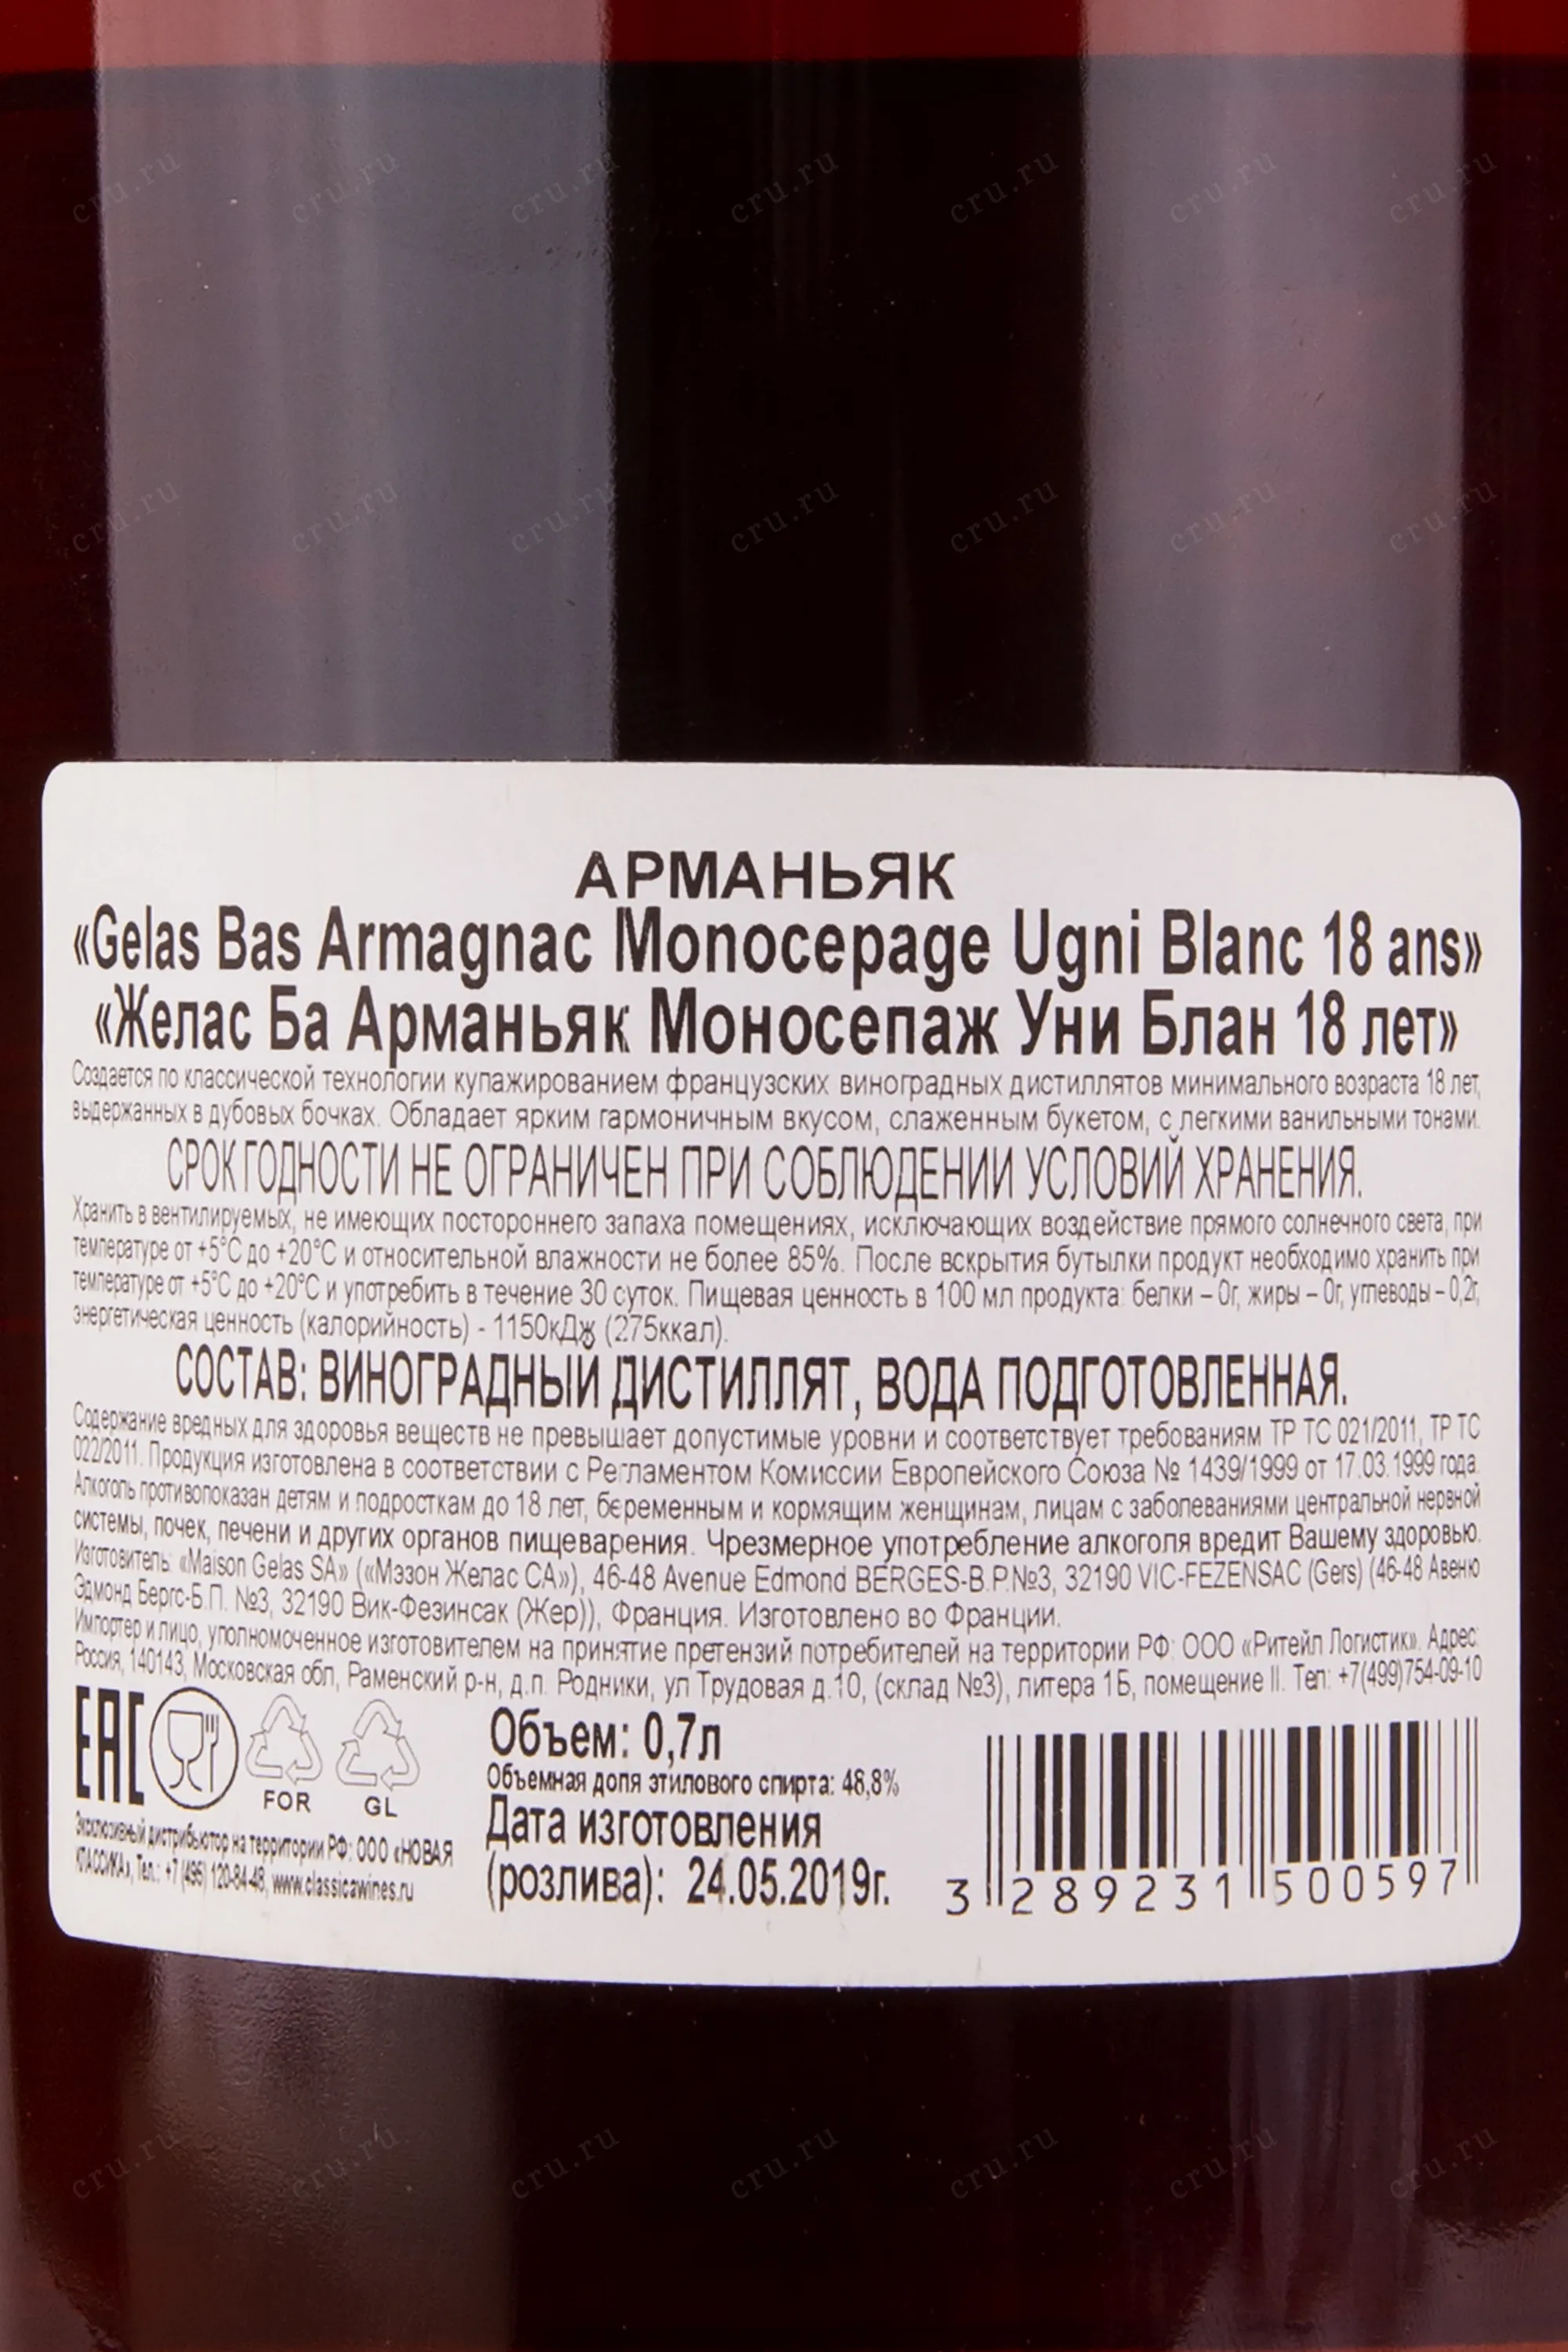 АРМАНЬЯК
«Gelas Bas Armagnac Monocepage Ugni Blanc 18 ans»
«Желас Ба Арманьяк Моносепаж Уни Блан 18 лет»
Создается по классической технологии купажированием французских виноградных дистиллятов минимального возраста 18 лет,
выдержанных в дубовых бочках. Обладает ярким гармоничным вкусом, слаженным букетом, с легкими ванильными тонами.
СРОК ГОДНОСТИ НЕ ОГРАНИЧЕН ПРИ СОБЛЮДЕНИИ УСЛОВИЙ ХРАНЕНИЯ.
Хранить в вентилируемых, не имеющих постороннего запаха помещениях, исключающих воздействие прямого солнечного света, при
температуре от +5°С до +20°С и относительной влажности не более 85%. После вскрытия бутылки продукт необходимо хранить при
температуре от +5°С до +20°С и употребить в течение 30 суток. Пищевая ценность в 100 мл продукта: белки – 0г, жиры – 0г, углеводы – 0,2г,
энергетическая ценность (калорийность) - 1150кДж (275ккал).
СОСТАВ: ВИНОГРАДНЫЙ ДИСТИЛЛЯТ, ВОДА ПОДГОТОВЛЕННАЯ.
Содержание вредных для здоровья веществ не превышает допустимые уровни и соответствует требованиям ТР ТС 021/2011, ТР ТС
022/2011. Продукция изготовлена в соответствии с Регламентом Комиссии Европейского Союза № 1439/1999 от 17.03.1999 года.
Алкоголь противопоказан детям и подросткам до 18 лет, беременным и кормящим женщинам, лицам с заболеваниями центральной нервной
системы, почек, печени и других органов пищеварения. Чрезмерное употребление алкоголя вредит Вашему здоровью.
Изготовитель: «Maison Gelas SA» («Мэзон Желас СА»), 46-48 Avenue Edmond BERGES-B.P.№3, 32190 VIC-FEZENSAC (Gers) (46-48 Авеню
Эдмонд Бергс-Б.П. №3, 32190 Вик-Фезинсак (Жер)), Франция. Изготовлено во Франции.
Импортер и лицо, уполномоченное изготовителем на принятие претензий потребителей на территории РФ: ООО «Ритейл Логистик». Адрес:
Россия, 140143, Московская обл, Раменский р-н, д.п. Родники, ул Трудовая д.10, (склад №3), литера 1Б, помещение II. Тел: +7(499)754-09-10
EAC
FOR GL
Эксклюзивный дистрибьютор на территории РФ: ООО «НОВАЯ
КЛАССИКА», Тел.: +7 (495) 120-84-48, www.classicawines.ru
Объем: 0,7л
Объемная доля этилового спирта: 48,8%
Дата изготовления
(розлива): 24.05.2019г.
3 289231 500597
cru.ru